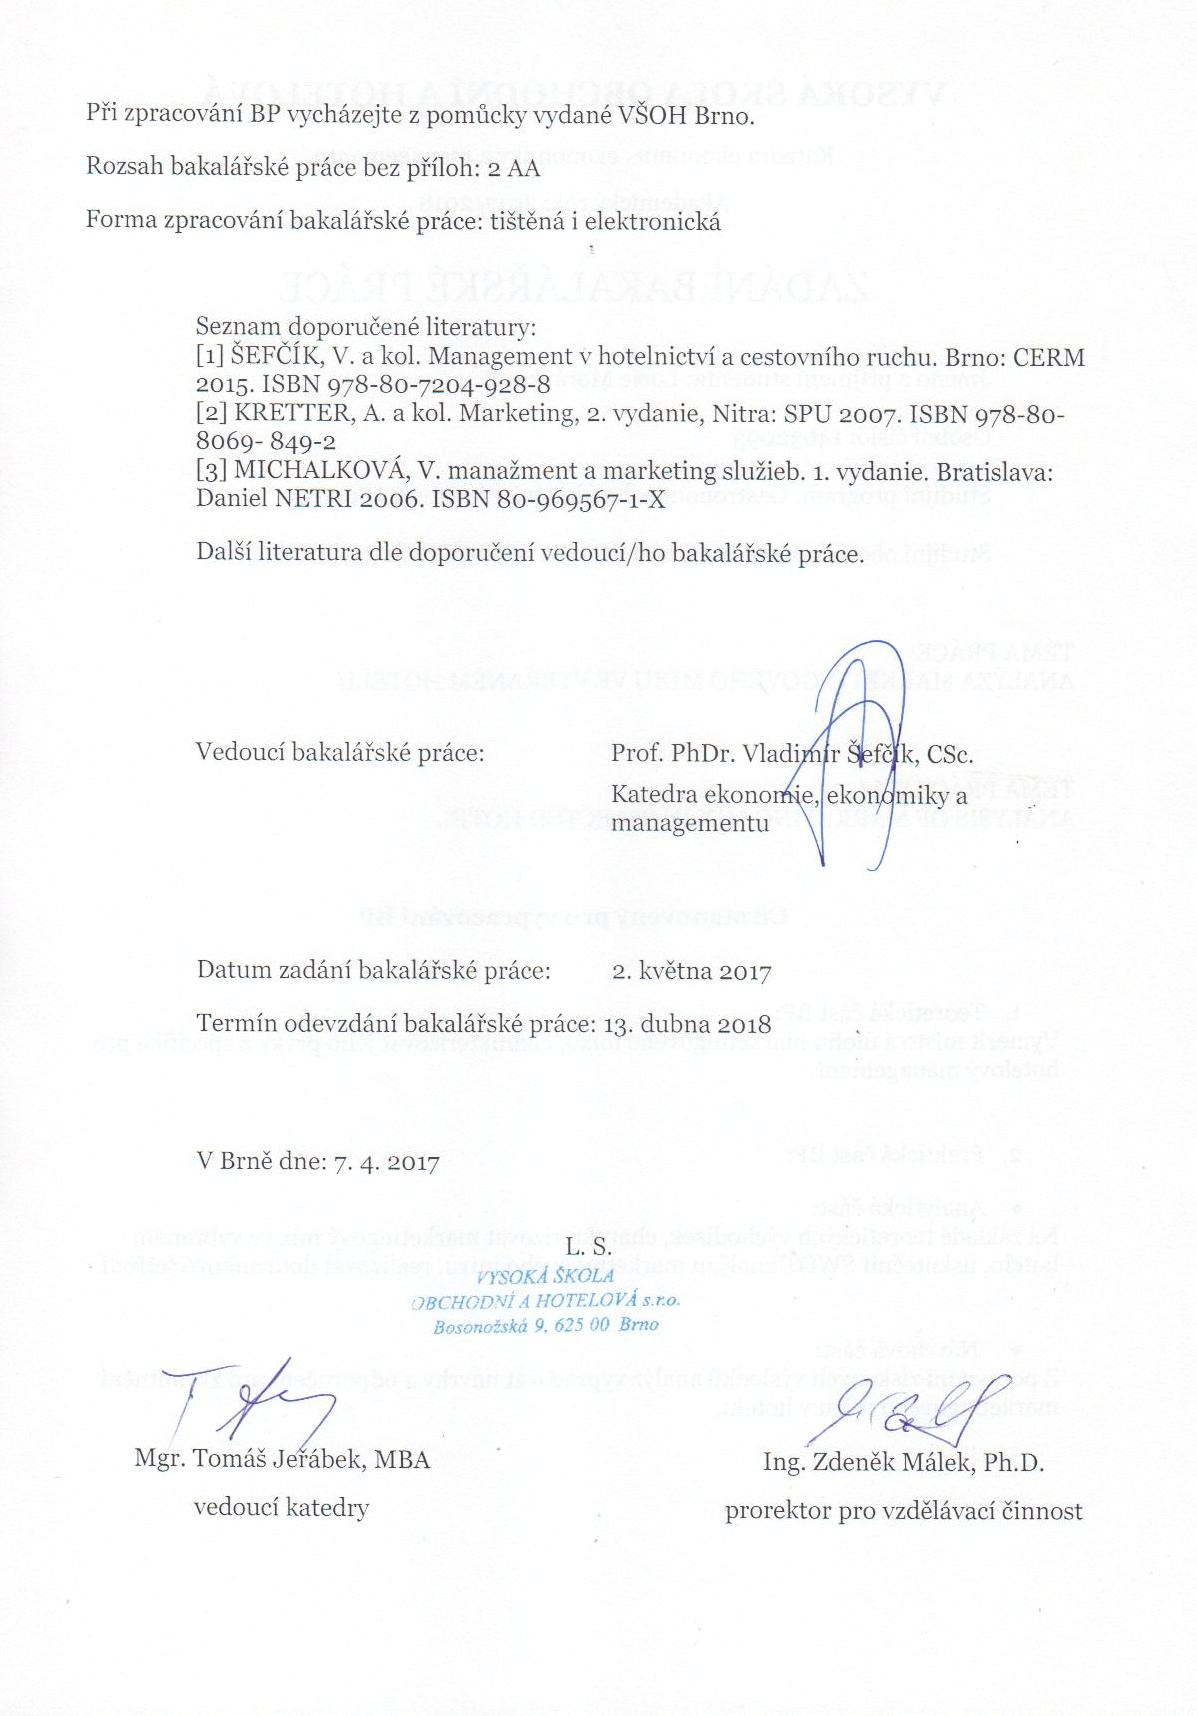 Při zpracování BP vycházejte z pomůcky vydané VŠOH Brno.
Rozsah bakalářské práce bez příloh: 2 AA
Forma zpracování bakalářské práce: tištěná i elektronická
Seznam doporučené literatury:
[1] ŠEFČÍK, V. a kol. Management v hotelnictví a cestovního ruchu. Brno: CERM
2015. ISBN 978-80-7204-928-8
[2] KRETTER, A. a kol. Marketing, 2. vydanie, Nitra: SPU 2007. ISBN 978-80-
8069- 849-2
[3] MICHALKOVÁ, V. manažment a marketing služieb. 1. vydanie. Bratislava:
Daniel NETRI 2006. ISBN 80-969567-1-X
Další literatura dle doporučení vedoucí/ho bakalářské práce.
Vedoucí bakalářské práce: Prof. PhDr. Vladimír Šefčík, CSc.
Katedra ekonomie, ekonomiky a
managementu
Datum zadání bakalářské práce: 2. května 2017
Termín odevzdání bakalářské práce: 13. dubna 2018
V Brně dne: 7. 4. 2017
L. S.
VYSOKÁ ŠKOLA
OBCHODNÍ A HOTELOVÁ s.r.o.
Bosonožská 9, 625 00 Brno
Mgr. Tomáš Jeřábek, MBA
vedoucí katedry
Ing. Zdeněk Málek, Ph.D.
prorektor pro vzdělávací činnost